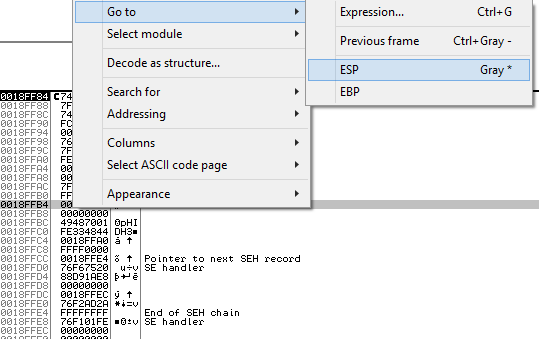 Go to
Select module
Decode as structure...
Search for
Addressing
Columns
Select ASCII code page
Appearance
Expression... Ctrl+G
Previous frame Ctrl+Gray -
ESP Gray *
EBP
0018FF84 74
0018FF88 7F
0018FF8C 74
0018FF90 FC
0018FF94 00
0018FF98 76
0018FF9C 7F
0018FFA0 FE
0018FFA4 00
0018FFA8 00
0018FFAC 7F
0018FFB0 FF
0018FFB4 00
0018FFB8 00000000
0018FFBC 49487001 0pHI
0018FFC0 FE334844 DH3■
0018FFC4 0018FFA0 á ↑
0018FFC8 FFFF0000
0018FFCC 0018FFE4 õ ↑ Pointer to next SEH record
0018FFD0 76F67520 u÷v SE handler
0018FFD4 88D91AE8
0018FFD8 00000000
0018FFDC 0018FFEC ý ↑
0018FFE0 76F2AD2A
0018FFE4 FFFFFFFF End of SEH chain
0018FFE8 76F101FE SE handler
0018FFEC 00000000
00000000